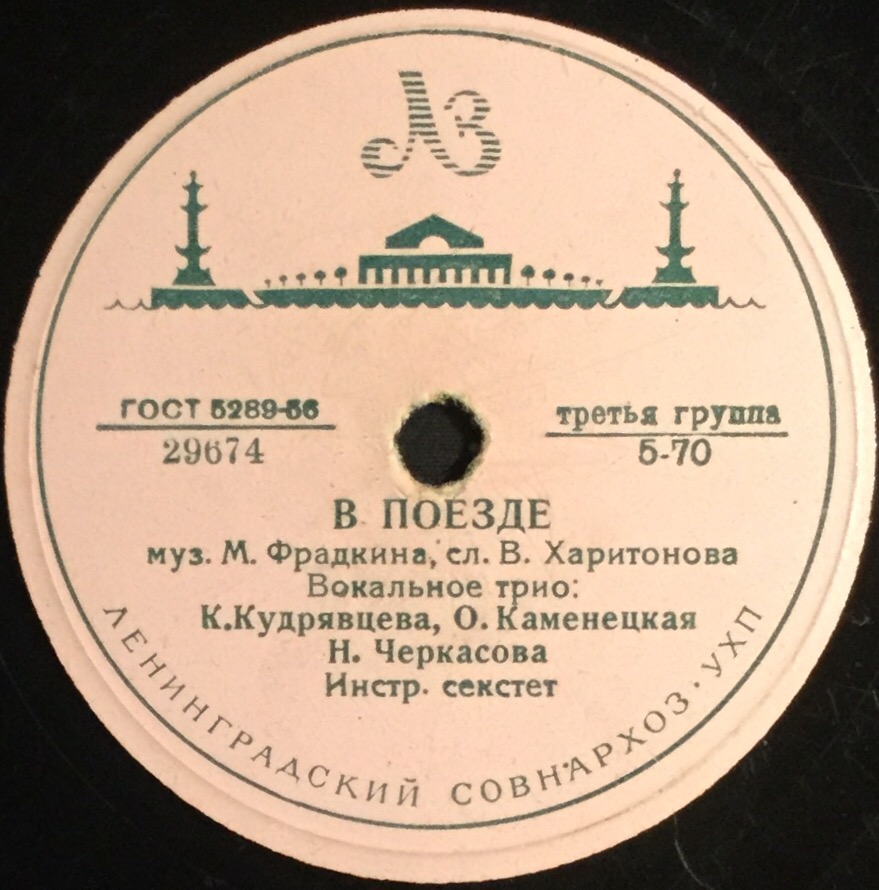 ЛЗ
ГОСТ 5289-56
29674
третья группа
5-70
В ПОЕЗДЕ
муз. М. Фрадкина, сл. В. Харитонова
Вокальное трио:
К.Кудрявцева, О. Каменецкая
Н. Черкасова
Инстр. секстет
ЛЕНИНГРАДСКИЙ СОВНАРХОЗ · УХП